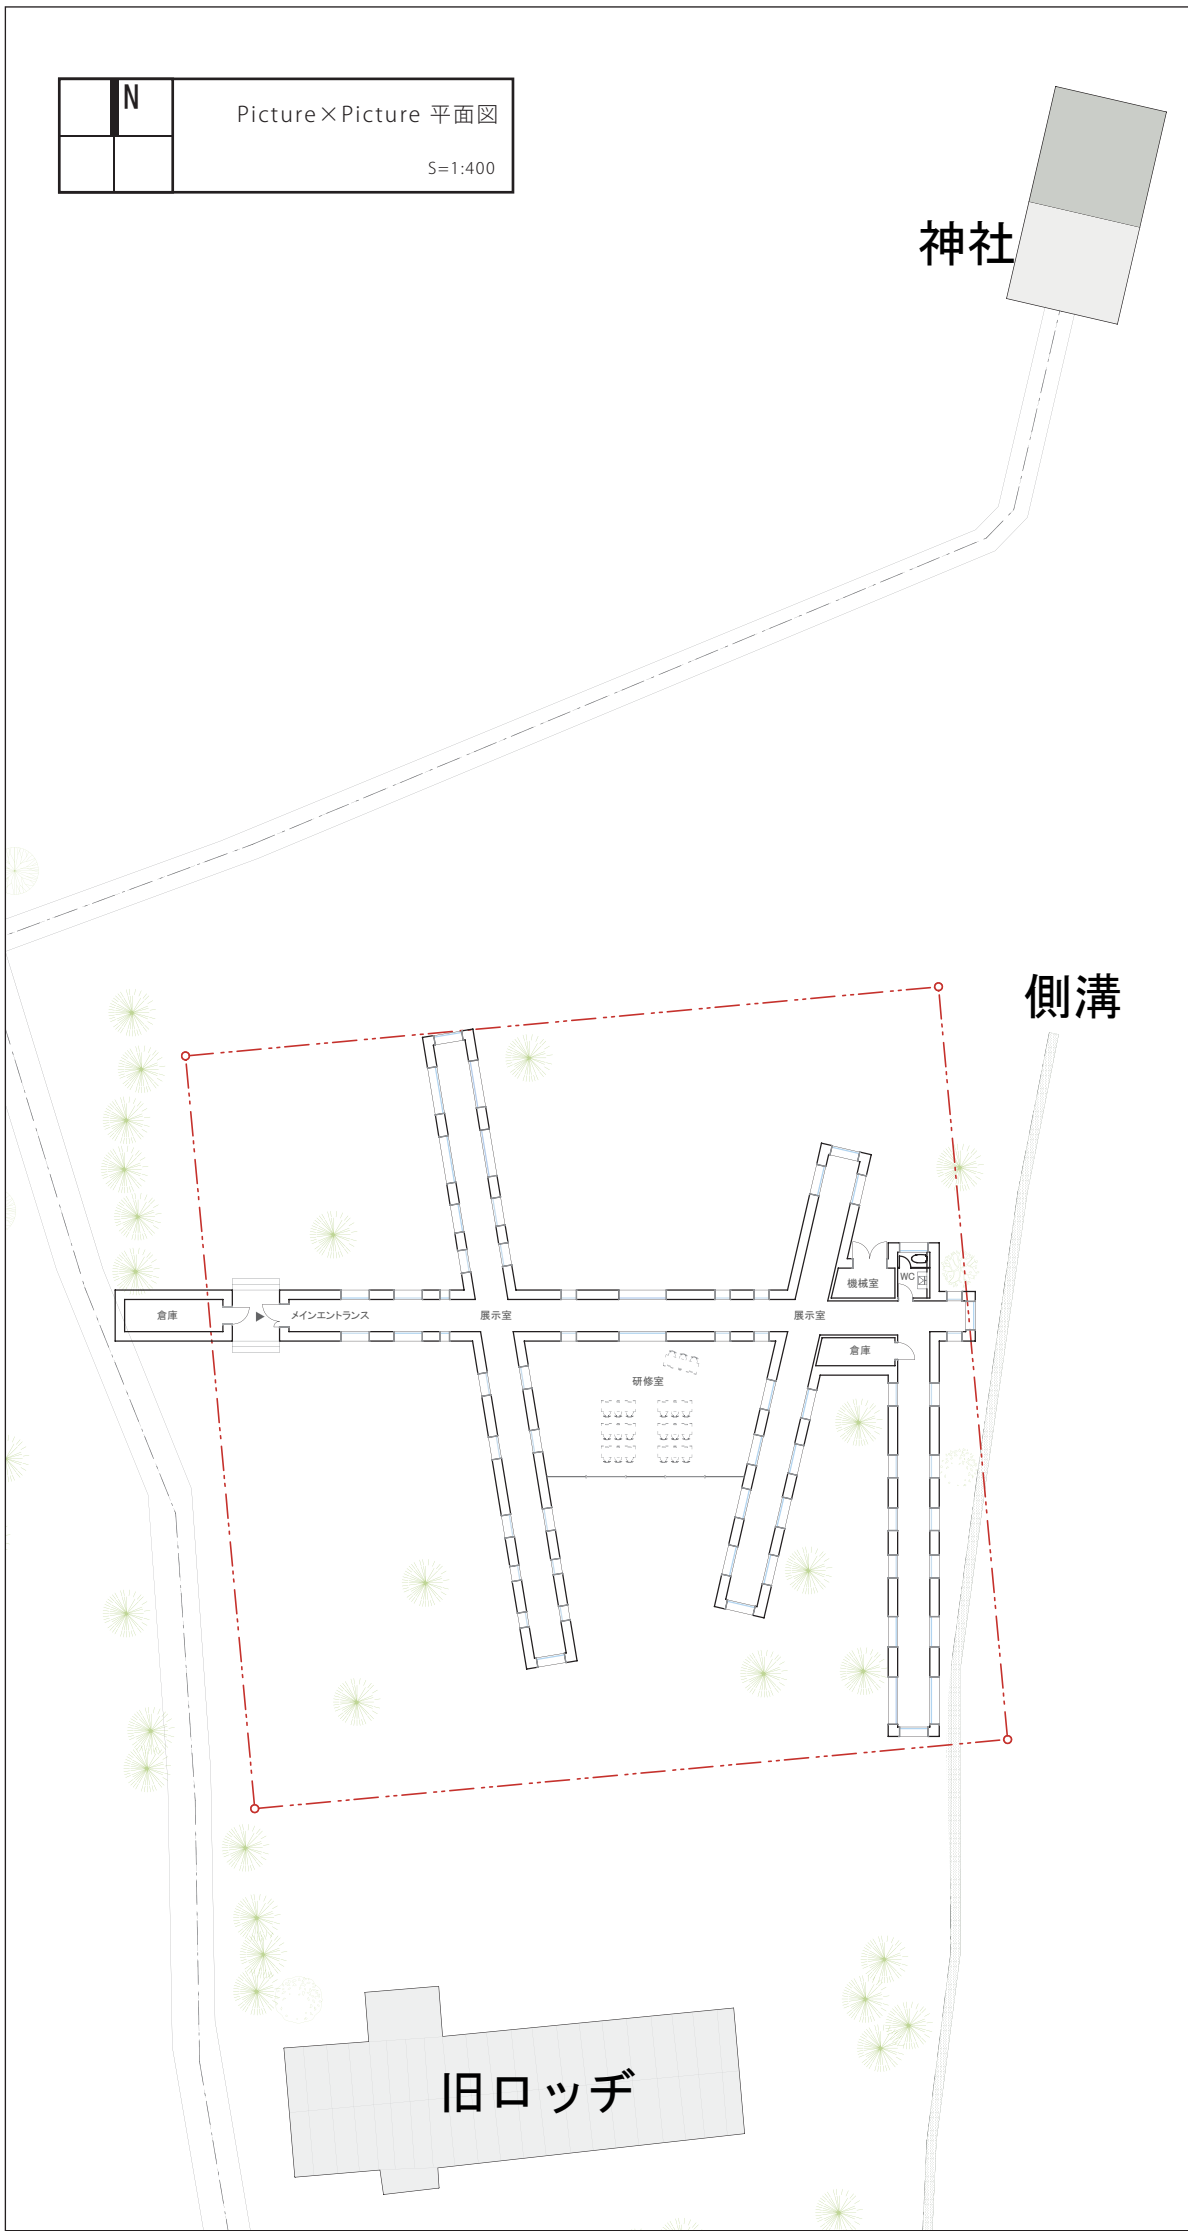 N
Picture×Picture 平面図
S=1:400
神社
側溝
機械室
WC
倉庫
メインエントランス
展示室
展示室
倉庫
研修室
旧ロッヂ